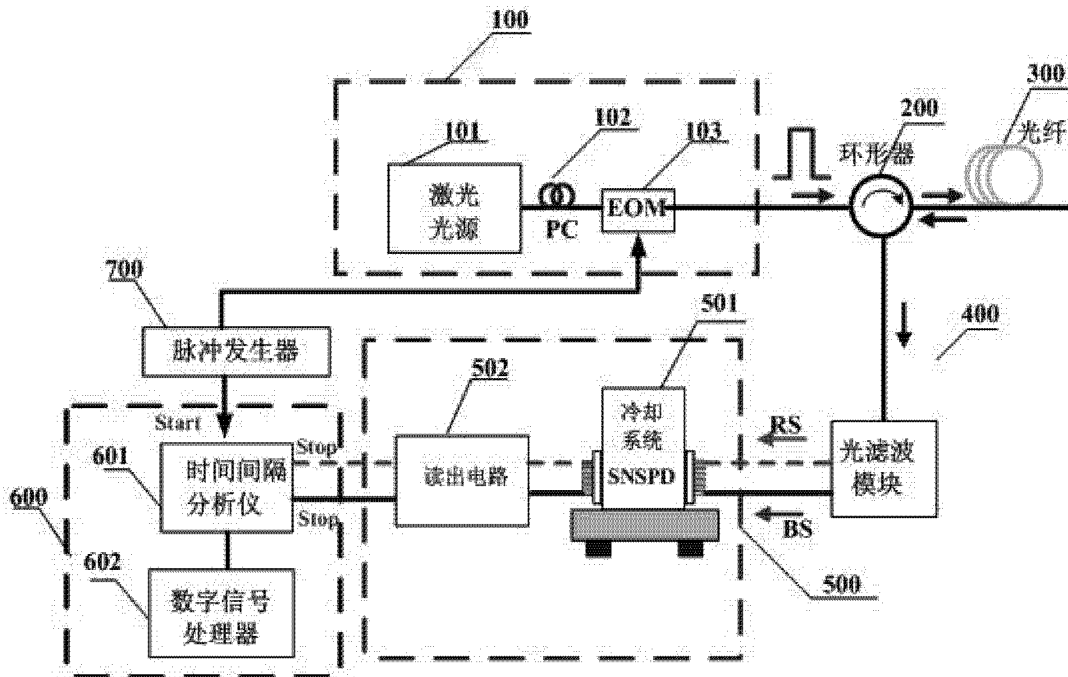 100
300
101
102
103
200
光纤
环形器
激光
光源
EOM
PC
700
501
400
脉冲发生器
502
冷却
系统
RS
Start
Stop
601
时间间隔
分析仪
读出电路
SNSPD
光滤波
模块
600
Stop
BS
602
500
数字信号
处理器